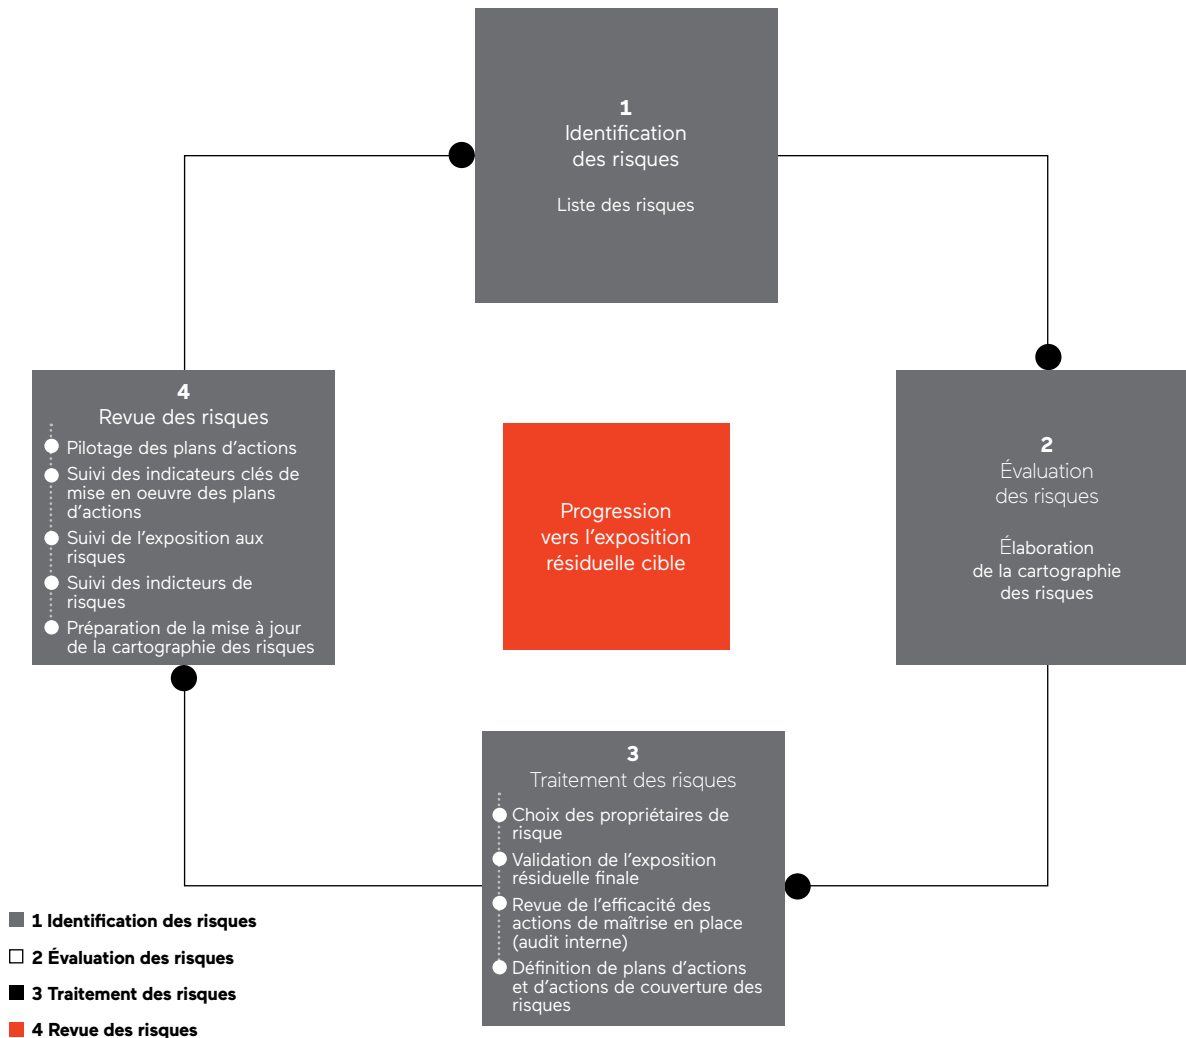 1
Identification
des risques
Liste des risques
2
Évaluation
des risques
Élaboration
de la cartographie
des risques
3
Traitement des risques
Choix des propriétaires de
risque
Validation de l'exposition
résiduelle finale
Revue de l'efficacité des
actions de maîtrise en place
(audit interne)
Définition de plans d'actions
et d'actions de couverture des
risques
4
Revue des risques
Pilotage des plans d'actions
Suivi des indicateurs clés de
mise en oeuvre des plans
d'actions
Suivi de l'exposition aux
risques
Suivi des indicteurs de
risques
Préparation de la mise à jour
de la cartographie des risques
Progression
vers l'exposition
résiduelle cible
1 Identification des risques
2 Évaluation des risques
3 Traitement des risques
4 Revue des risques